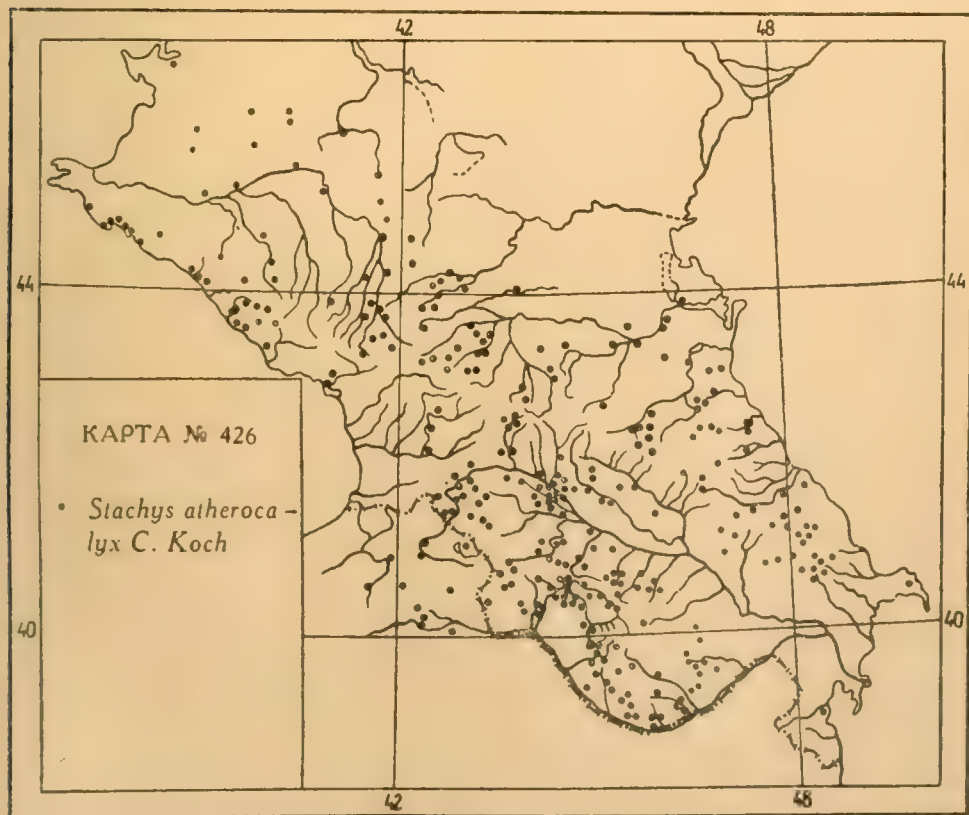 42 48
44 44
КАРТА № 426
Stachys atheroca-
lyx C. Koch
40 40
42 48